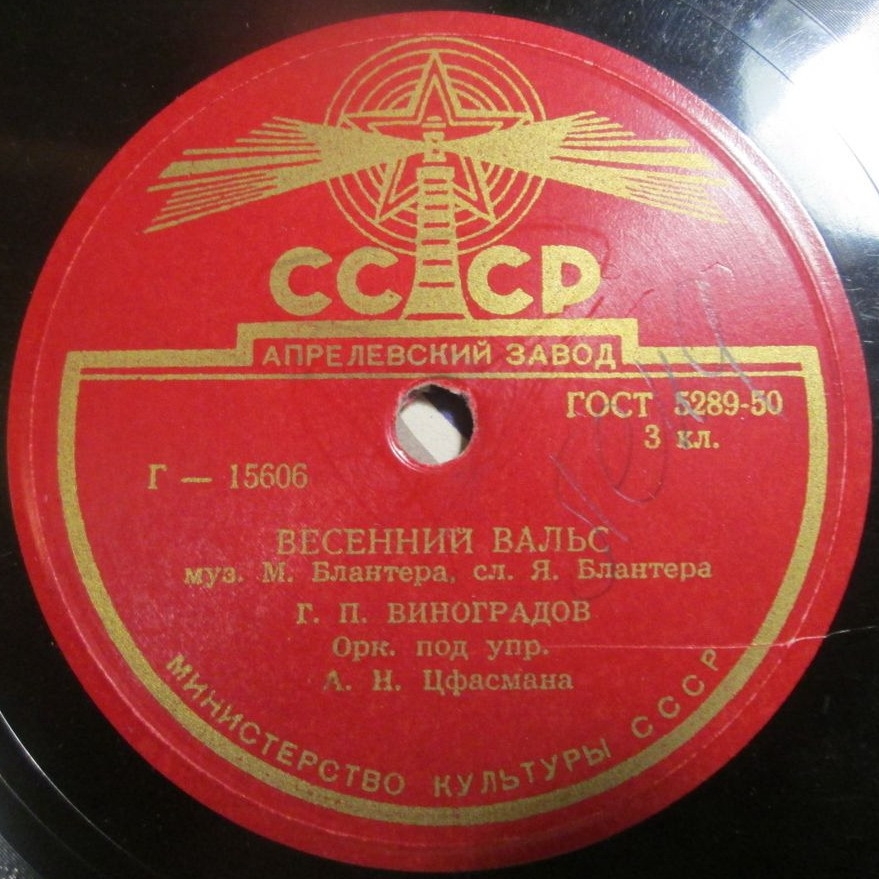 СССР
АПРЕЛЕВСКИЙ ЗАВОД
ГОСТ 5289-50
3 кл.
Г — 15606
ВЕСЕННИЙ ВАЛЬС
муз. М. Блантера, сл. Я. Блантера
Г. П. ВИНОГРАДОВ
Орк. под упр.
А. Н. Цфасмана
МИНИСТЕРСТВО КУЛЬТУРЫ СССР